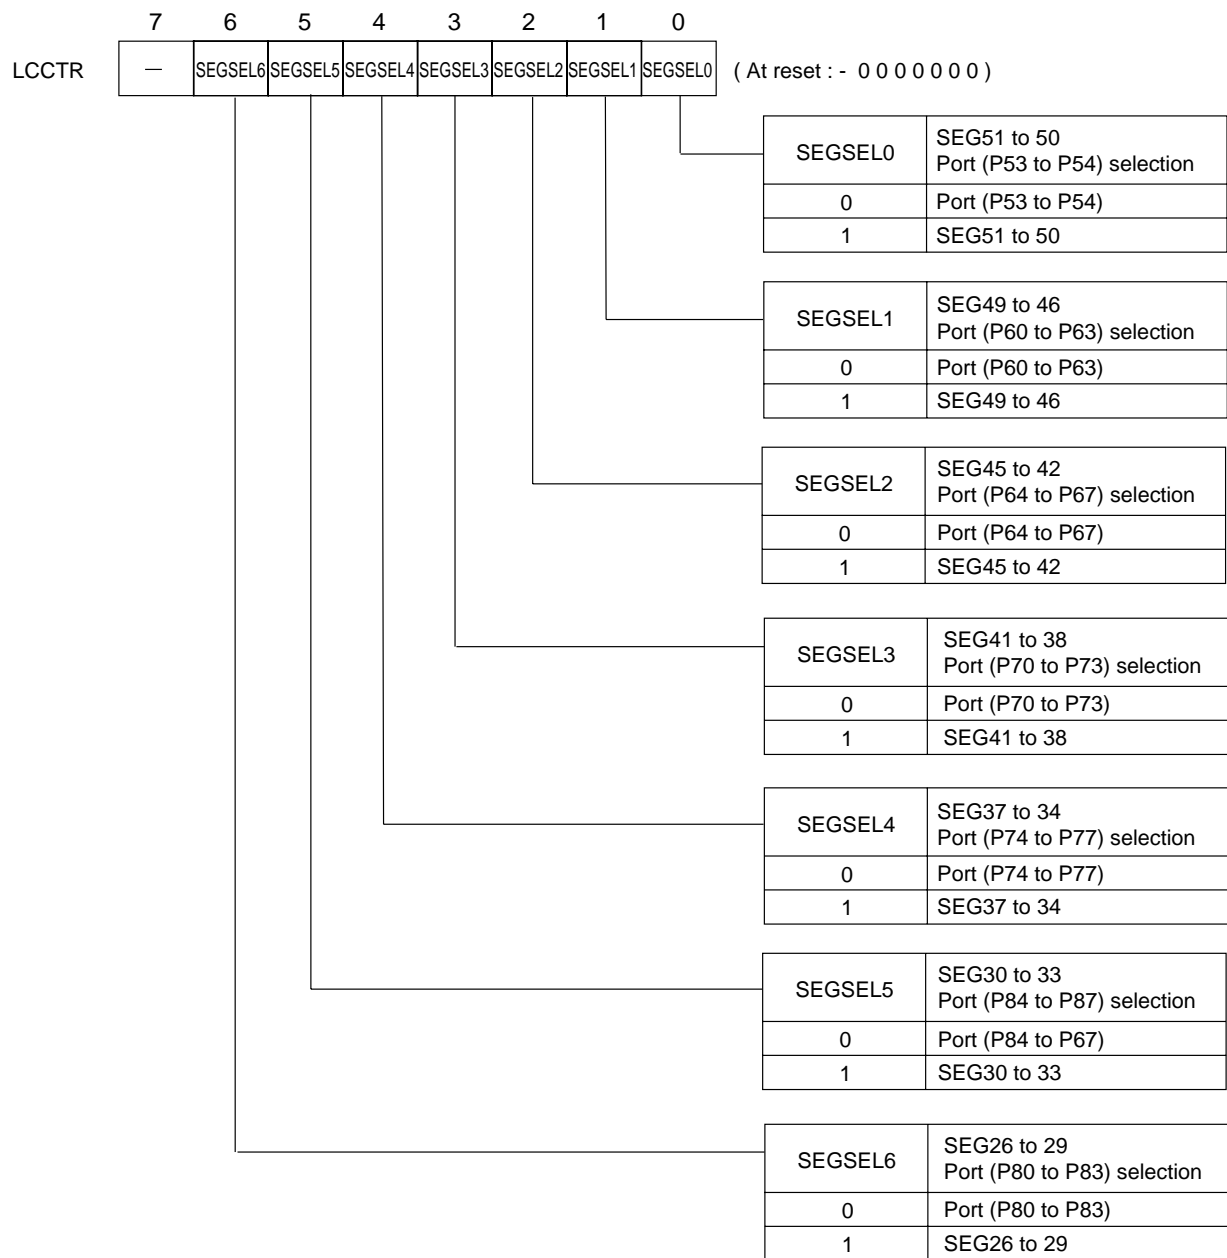 7 6 5 4 3 2 1 0
LCCTR — SEGSEL6 SEGSEL5 SEGSEL4 SEGSEL3 SEGSEL2 SEGSEL1 SEGSEL0 ( At reset : - 0 0 0 0 0 0 0 )
SEGSEL0
SEG51 to 50
Port (P53 to P54) selection
0 Port (P53 to P54)
1 SEG51 to 50
SEGSEL1
SEG49 to 46
Port (P60 to P63) selection
0 Port (P60 to P63)
1 SEG49 to 46
SEGSEL2
SEG45 to 42
Port (P64 to P67) selection
0 Port (P64 to P67)
1 SEG45 to 42
SEGSEL3
SEG41 to 38
Port (P70 to P73) selection
0 Port (P70 to P73)
1 SEG41 to 38
SEGSEL4
SEG37 to 34
Port (P74 to P77) selection
0 Port (P74 to P77)
1 SEG37 to 34
SEGSEL5
SEG30 to 33
Port (P84 to P87) selection
0 Port (P84 to P67)
1 SEG30 to 33
SEGSEL6
SEG26 to 29
Port (P80 to P83) selection
0 Port (P80 to P83)
1 SEG26 to 29